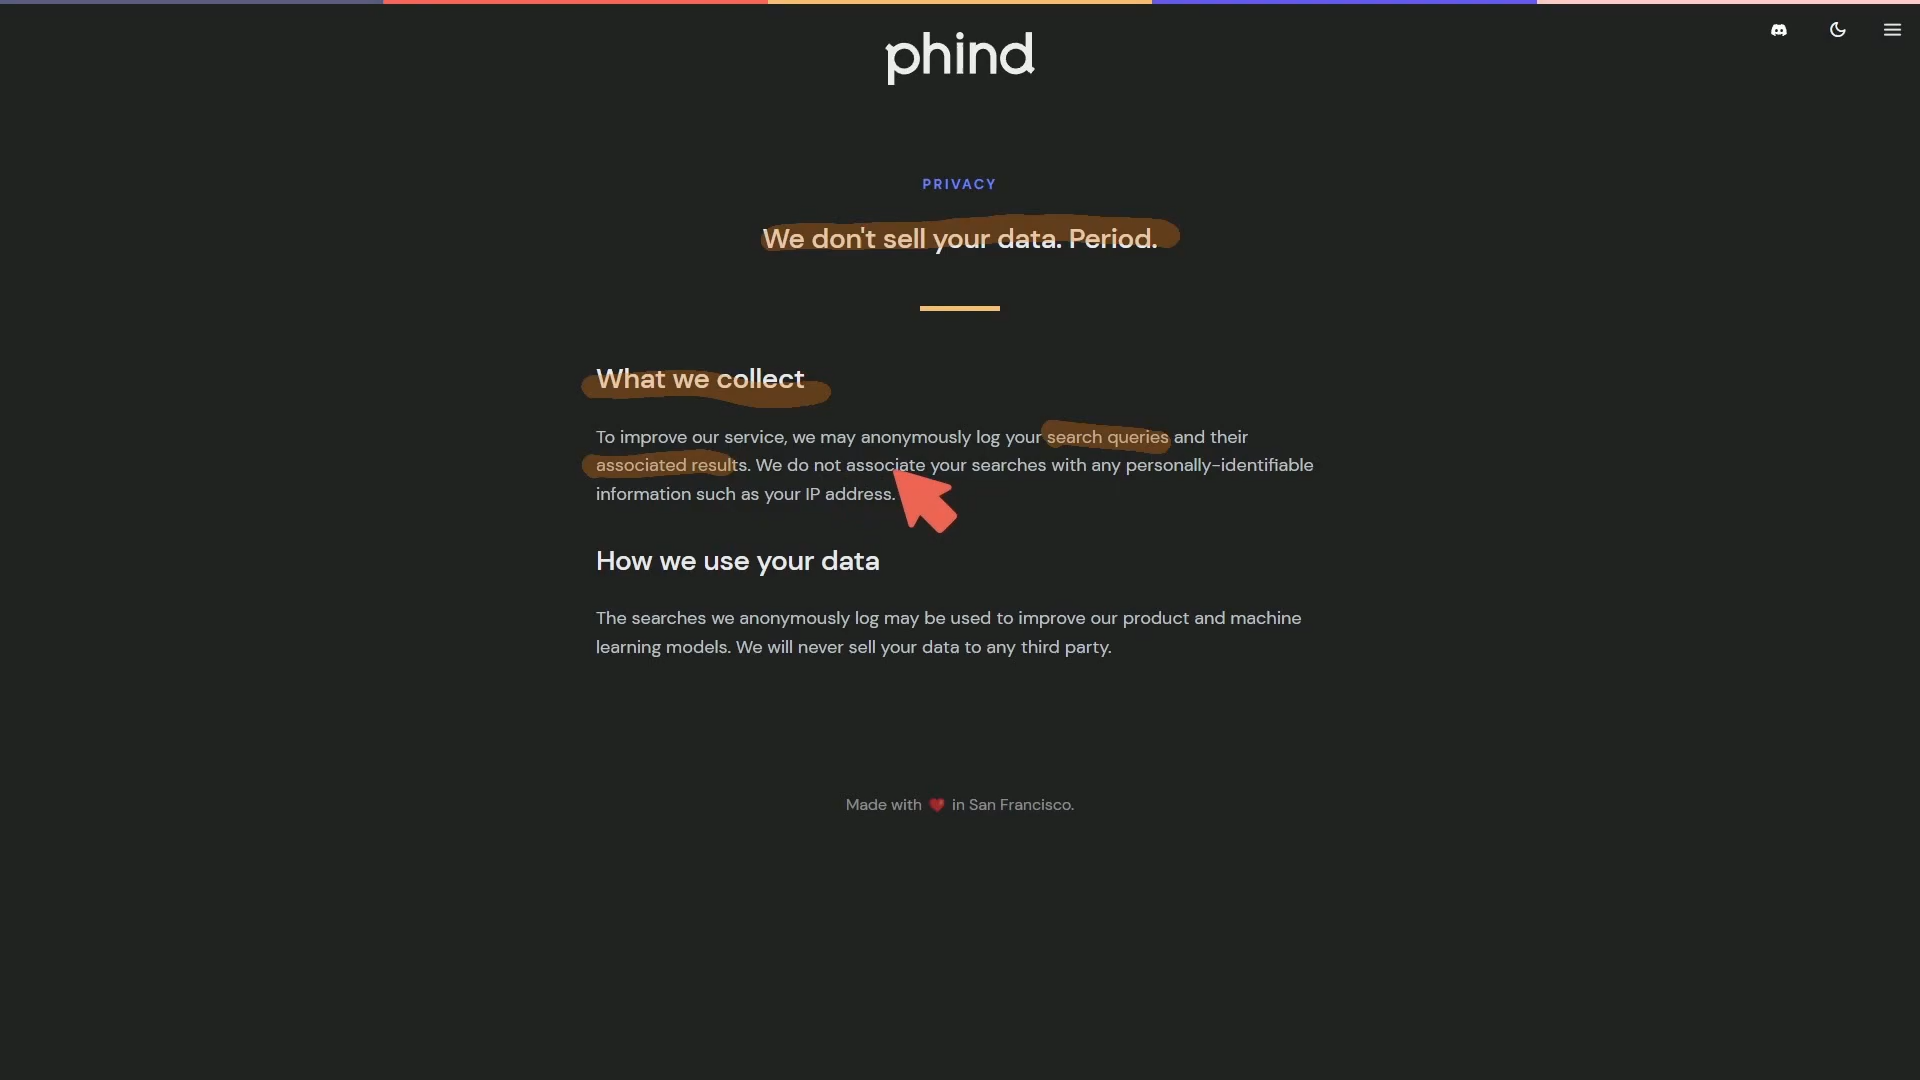 phind
PRIVACY
We don't sell your data. Period.
What we collect
To improve our service, we may anonymously log your search queries and their
associated results. We do not associate your searches with any personally-identifiable
information such as your IP address.
How we use your data
The searches we anonymously log may be used to improve our product and machine
learning models. We will never sell your data to any third party.
Made with ❤️ in San Francisco.